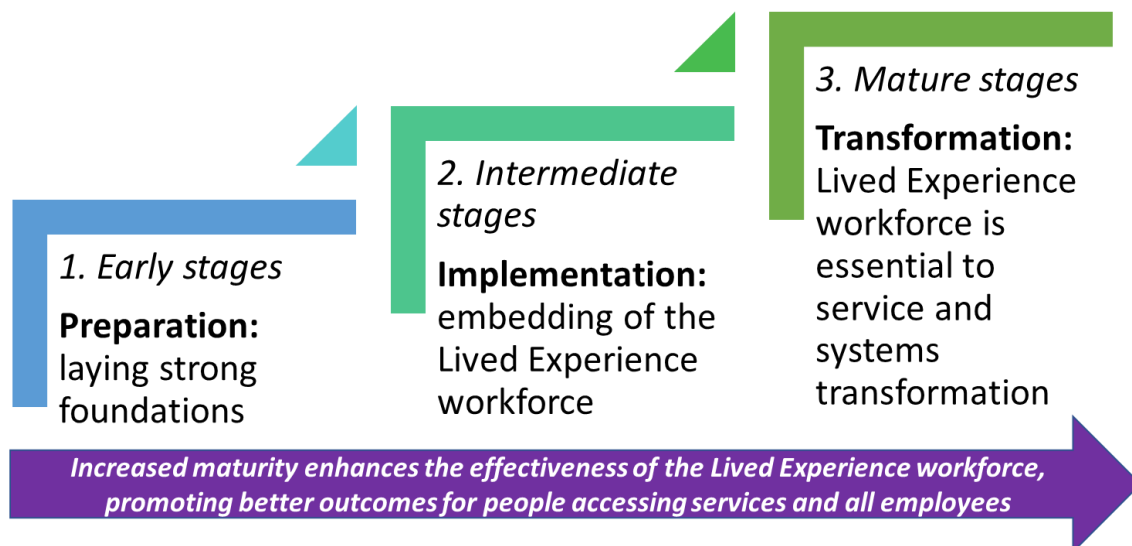 1. Early stages
Preparation:
laying strong
foundations
2. Intermediate
stages
Implementation:
embedding of the
Lived Experience
workforce
3. Mature stages
Transformation:
Lived Experience
workforce is
essential to
service and
systems
transformation
Increased maturity enhances the effectiveness of the Lived Experience workforce,
promoting better outcomes for people accessing services and all employees